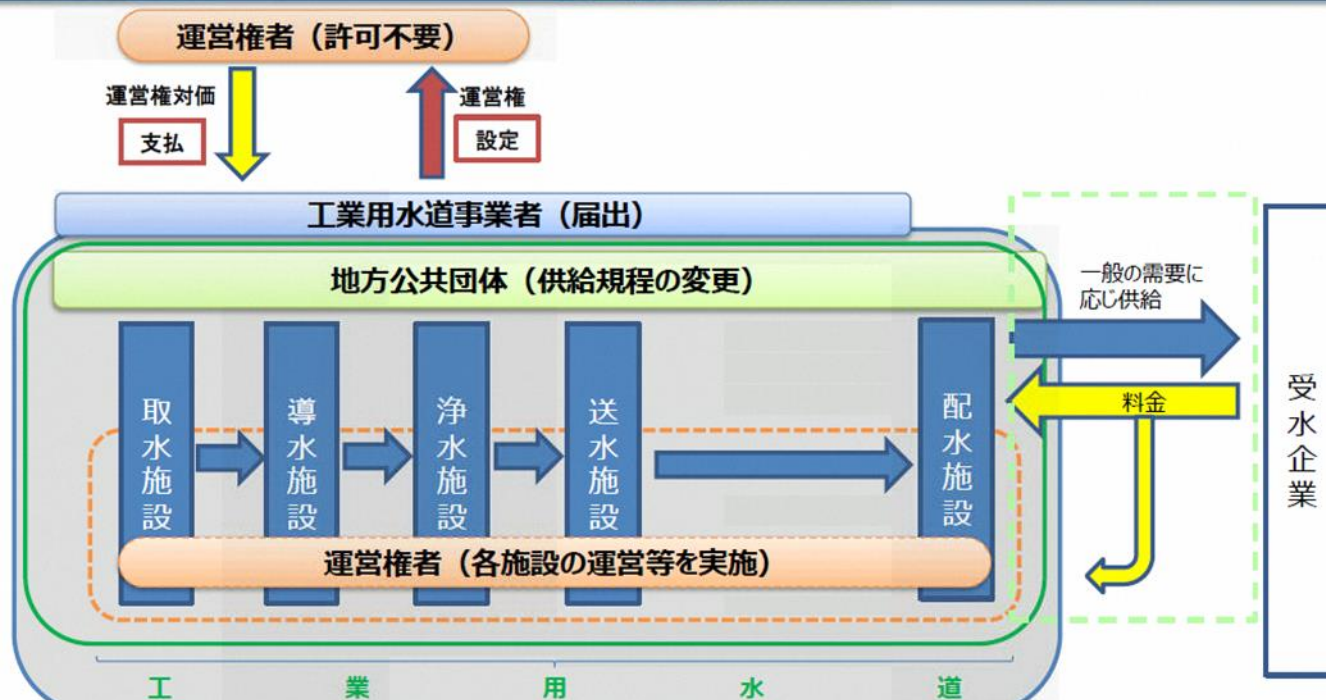 運営権者（許可不要）
運営権対価
支払
運営権
設定
工業用水道事業者（届出）
地方公共団体（供給規程の変更）
一般の需要に
応じ供給
料金
取水施設
導水施設
浄水施設
送水施設
配水施設
受水企業
運営権者（各施設の運営等を実施）
工業用水道